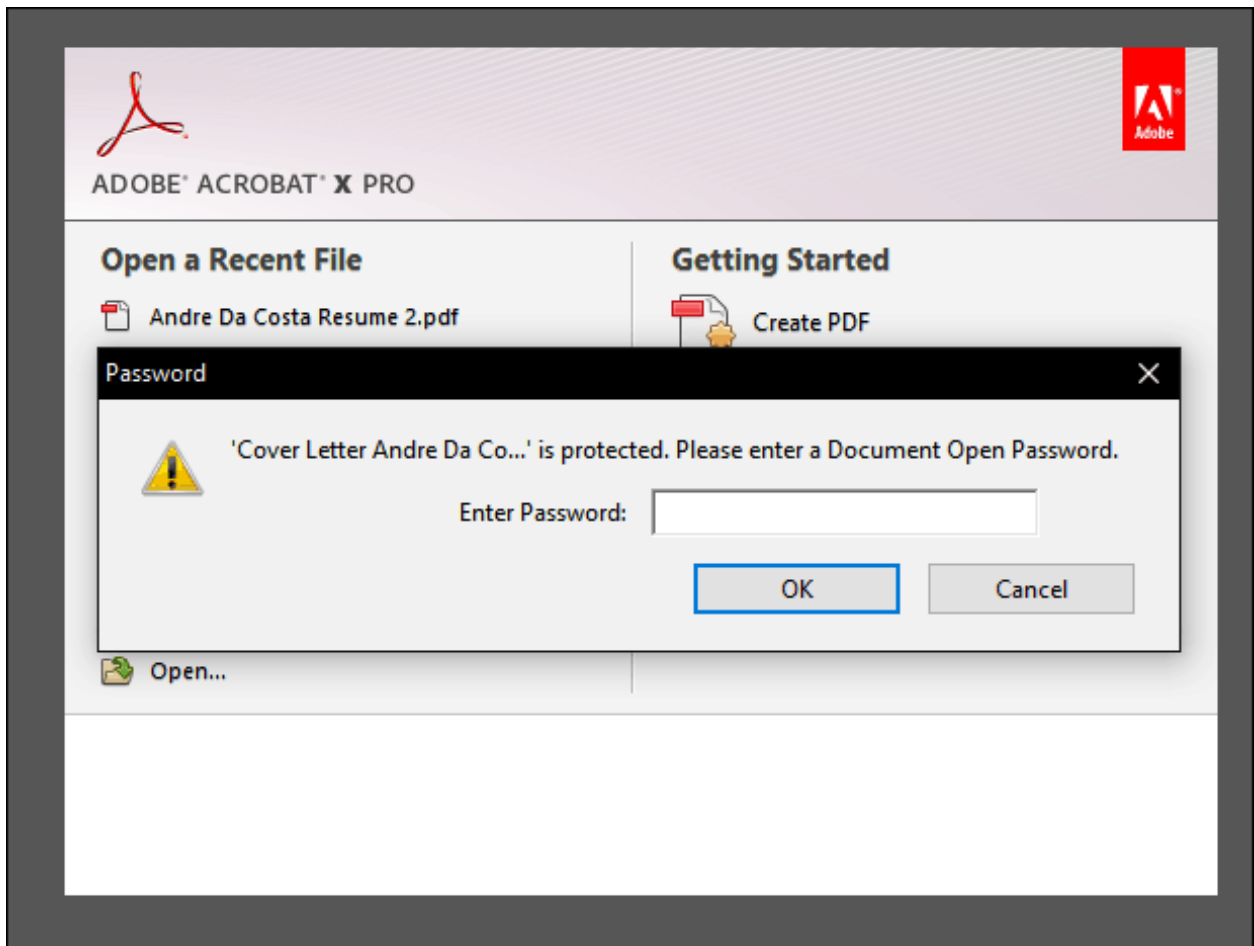 Adobe
ADOBE® ACROBAT® X PRO
Open a Recent File
Andre Da Costa Resume 2.pdf
Getting Started
Create PDF
Password
'Cover Letter Andre Da Co...' is protected. Please enter a Document Open Password.
Enter Password:
OK
Cancel
Open...